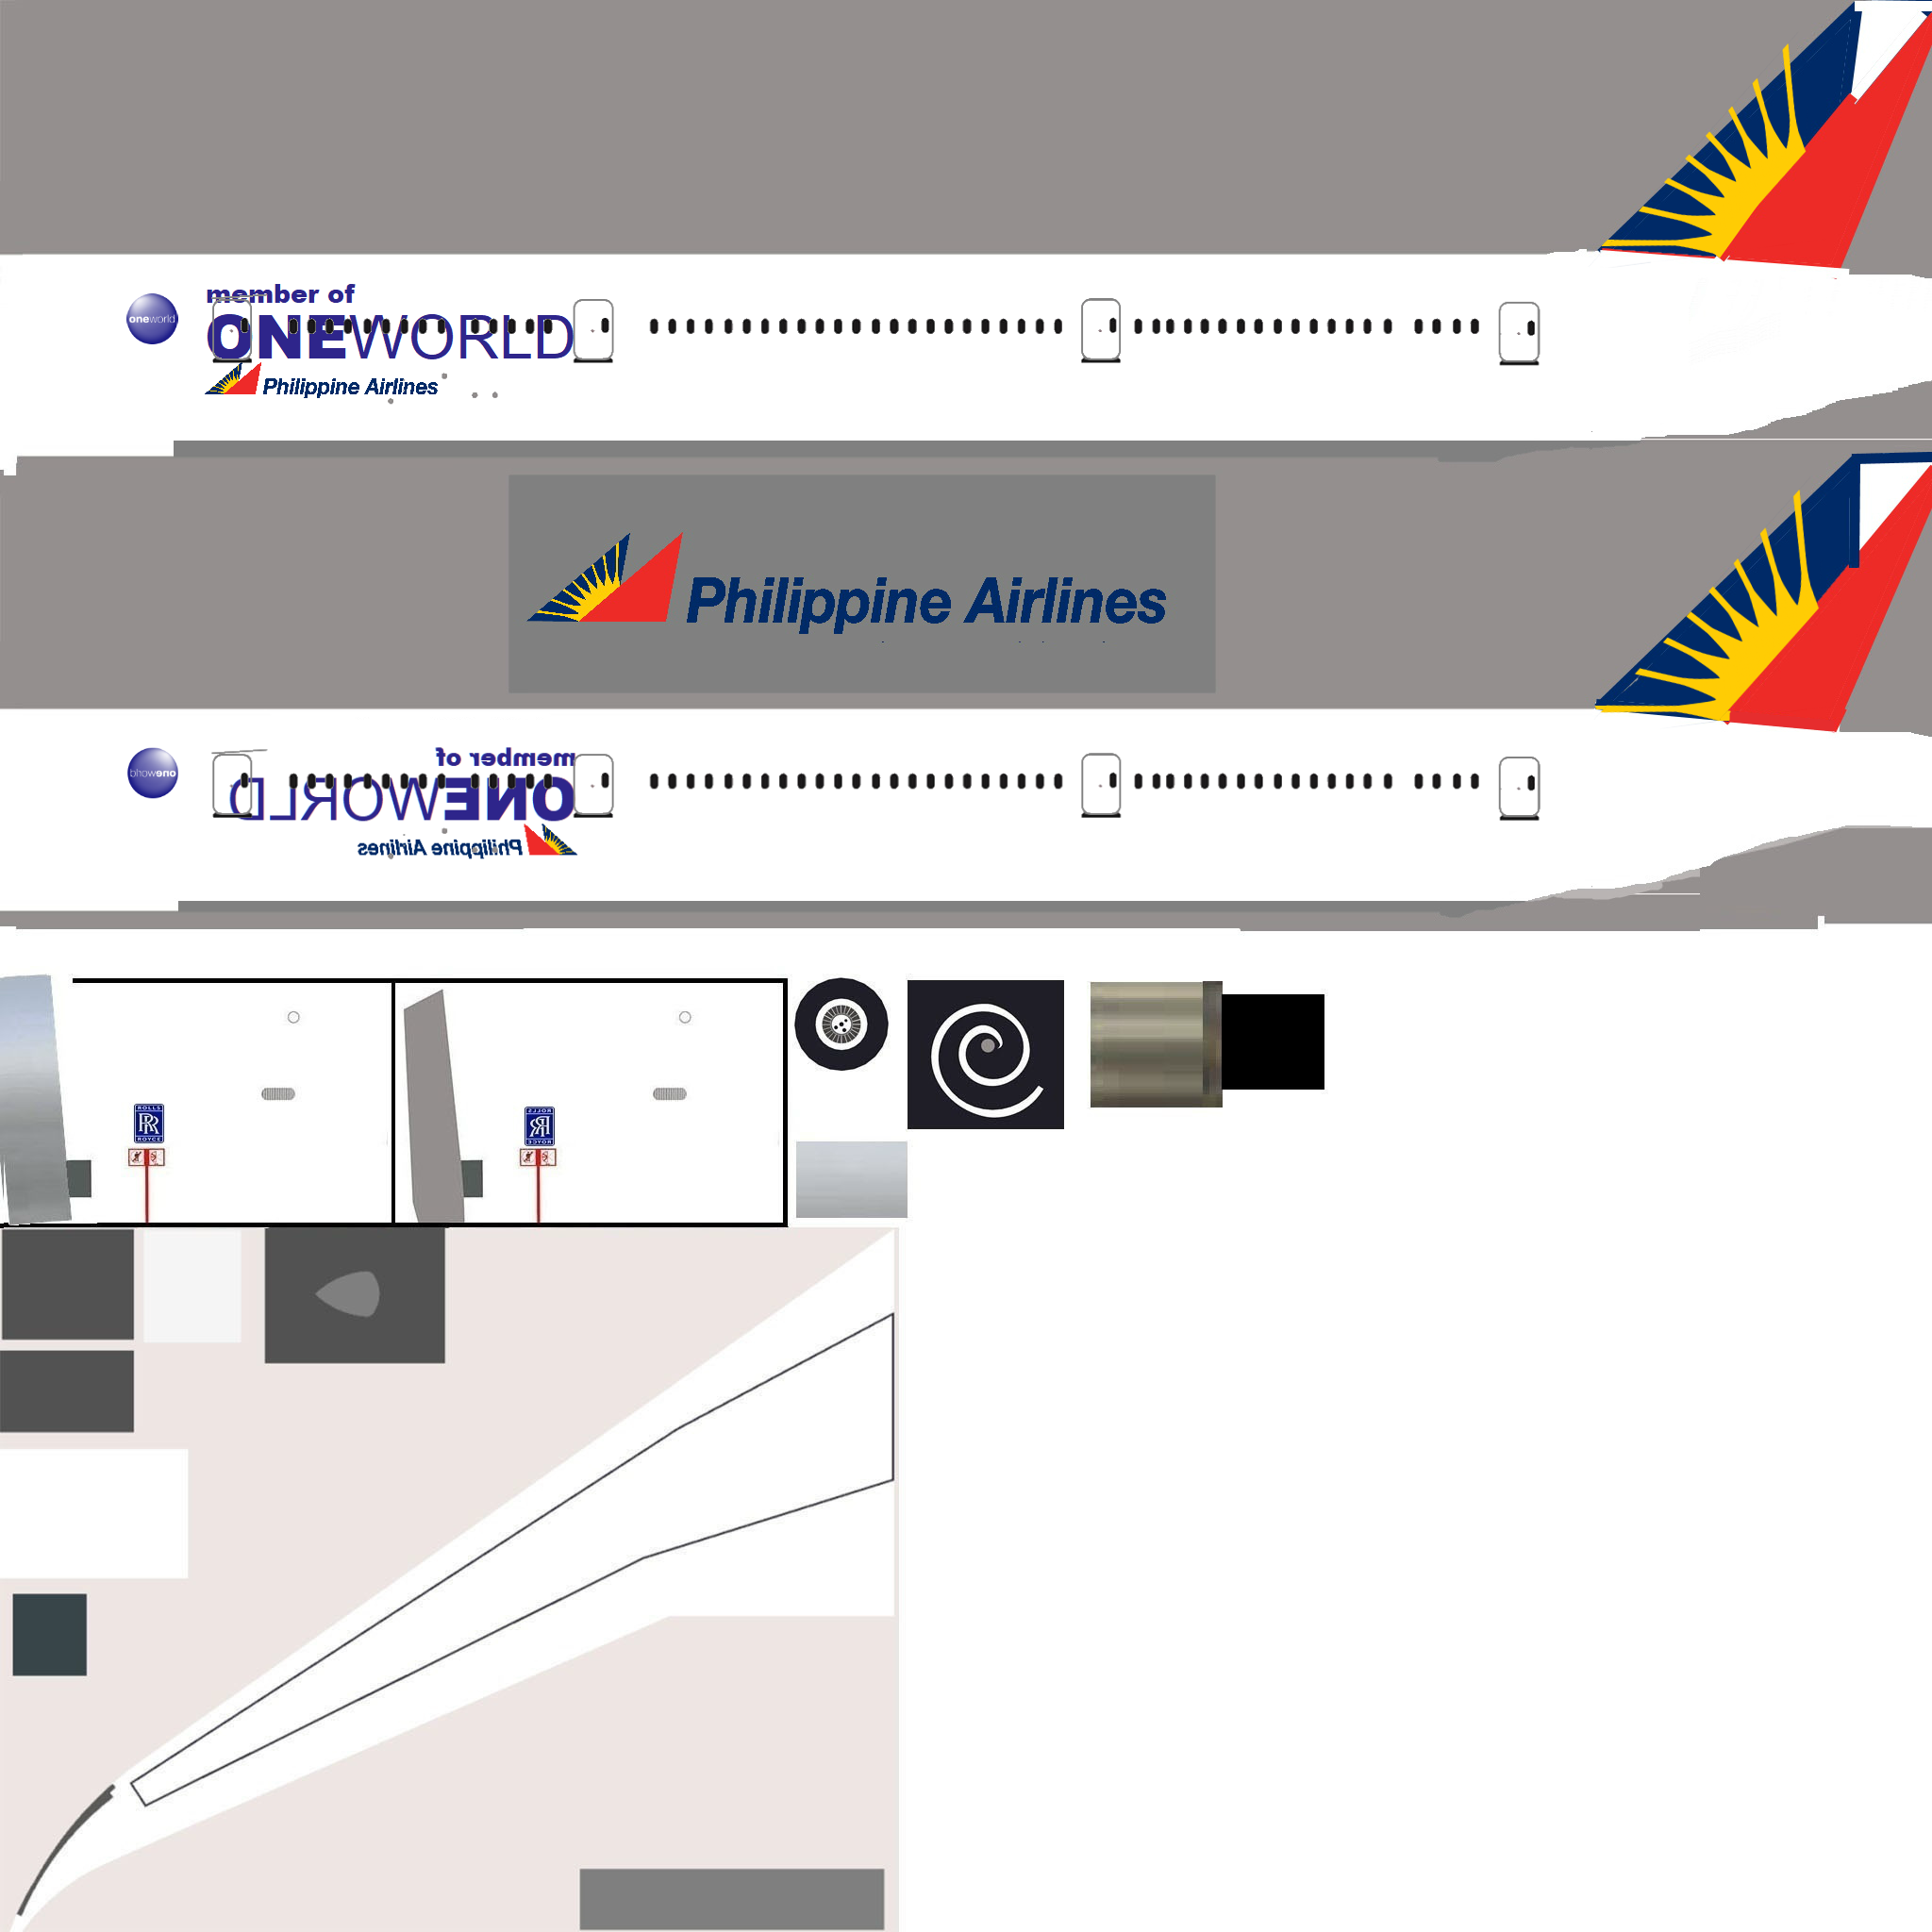 member of
oneworld
ONEWORLD
Philippine Airlines
Philippine Airlines
member of
oneworld
ONEWORLD
Philippine Airlines
ROLLS
RR
ROYCE
ROLLS
RR
ROYCE